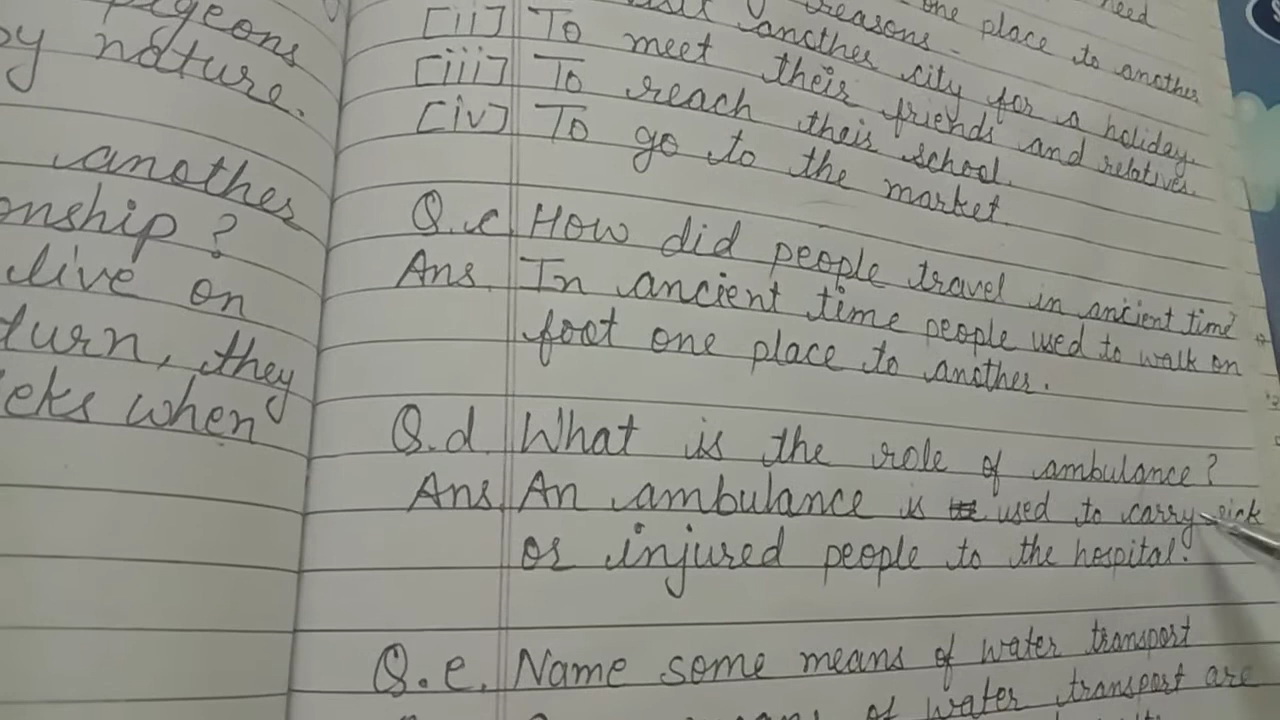 pigeons
by nature.
another
onship ?
live on
turn, they
eks when
need
reasons - one place to another
[ii] To another city for a holiday.
[iii] To meet their friends and relatives.
[iv] To reach their school.
To go to the market
Q.c. How did people travel in ancient time?
Ans. In ancient time people used to walk on
foot one place to another.
Q.d. What is the role of ambulance?
Ans. An ambulance is used to carry sick
or injured people to the hospital.
Q.e. Name some means of water transport
of water transport are